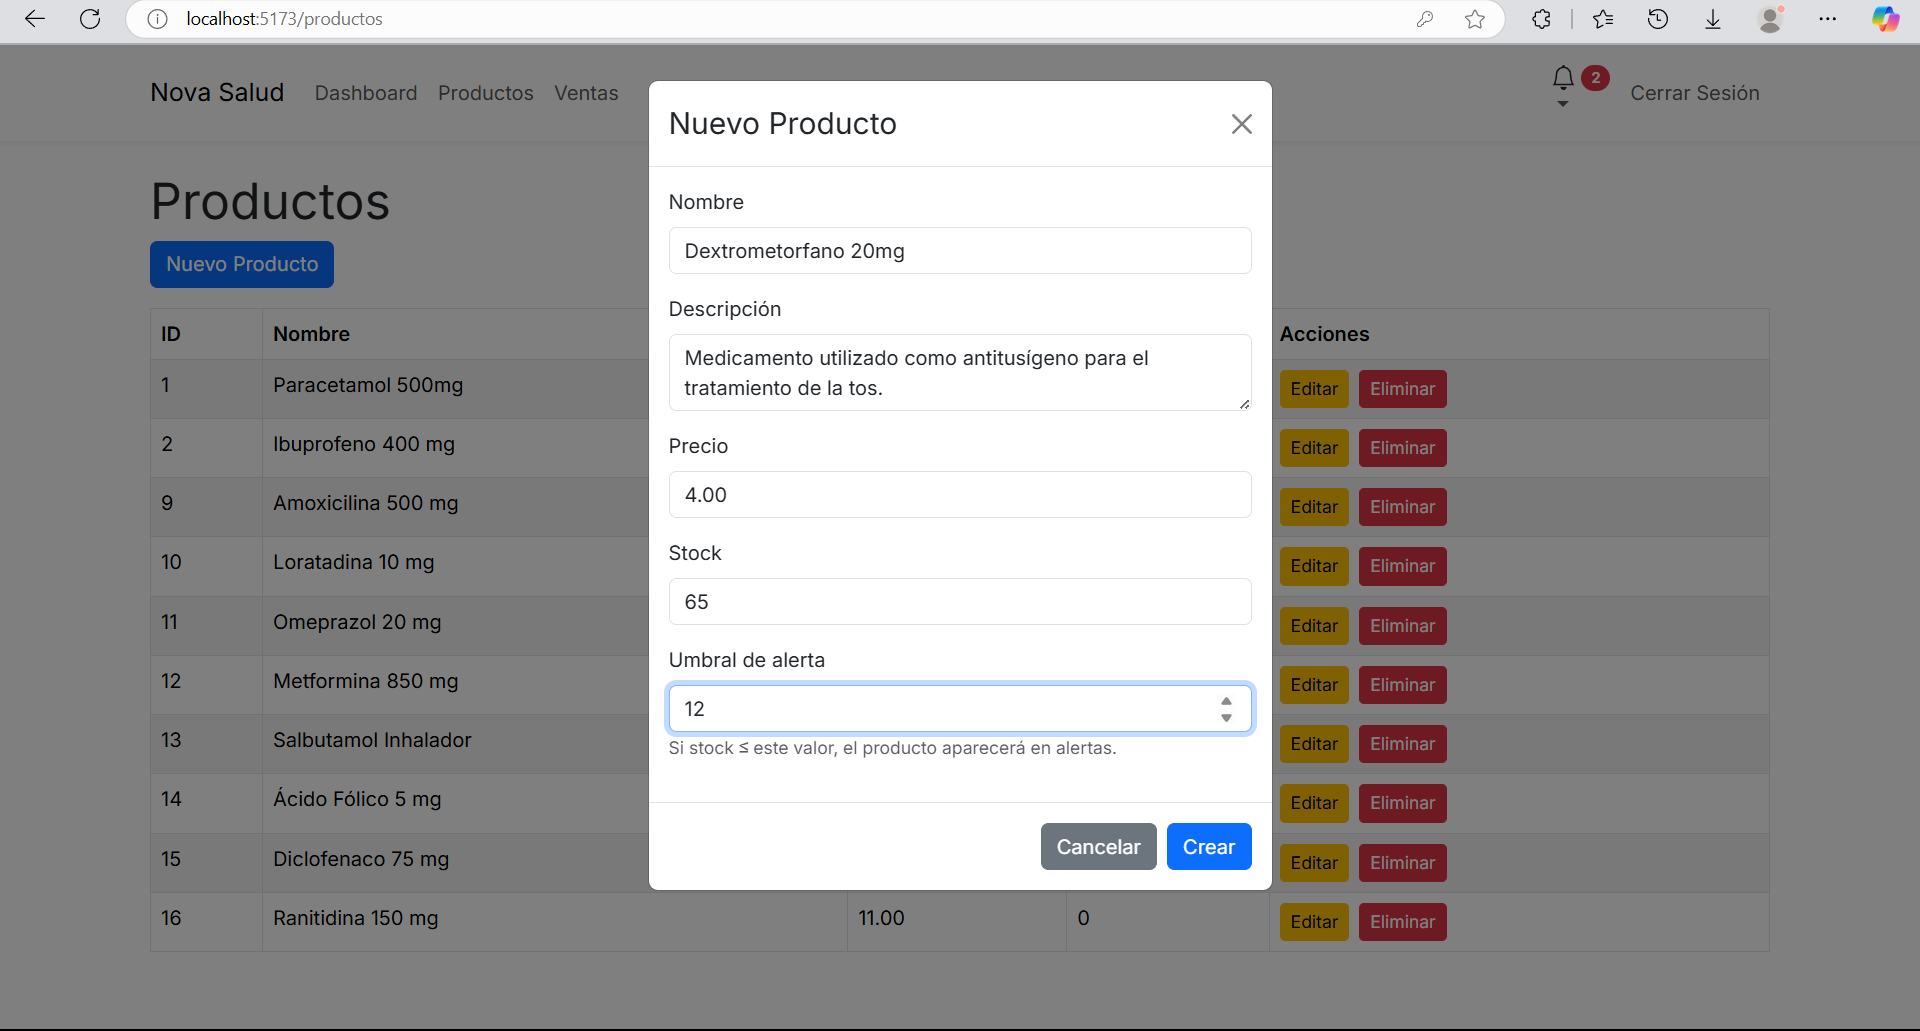 localhost:5173/productos
Nova Salud Dashboard Productos Ventas
2
Cerrar Sesión
Productos
Nuevo Producto
ID Nombre Acciones
1 Paracetamol 500mg Editar Eliminar
2 Ibuprofeno 400 mg Editar Eliminar
9 Amoxicilina 500 mg Editar Eliminar
10 Loratadina 10 mg Editar Eliminar
11 Omeprazol 20 mg Editar Eliminar
12 Metformina 850 mg Editar Eliminar
13 Salbutamol Inhalador Editar Eliminar
14 Ácido Fólico 5 mg Editar Eliminar
15 Diclofenaco 75 mg Editar Eliminar
16 Ranitidina 150 mg 11.00 0 Editar Eliminar
Nuevo Producto
Nombre
Dextrometorfano 20mg
Descripción
Medicamento utilizado como antitusígeno para el
tratamiento de la tos.
Precio
4.00
Stock
65
Umbral de alerta
12
Si stock ≤ este valor, el producto aparecerá en alertas.
Cancelar Crear